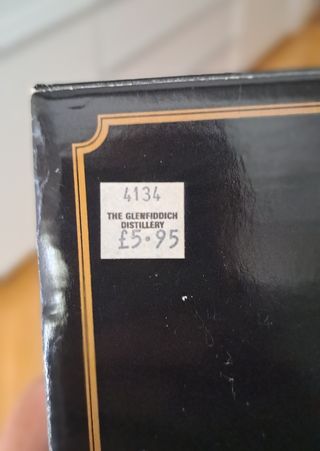 4134
THE GLENFIDDICH
DISTILLERY
£5.95